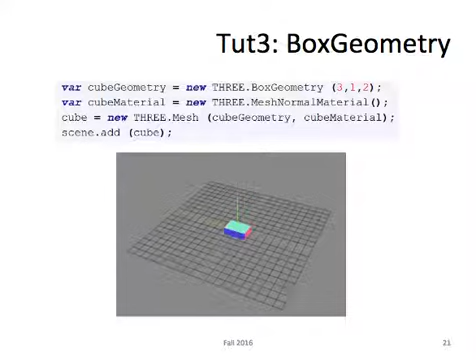 Tut3: BoxGeometry
var cubeGeometry = new THREE.BoxGeometry (3,1,2);
var cubeMaterial = new THREE.MeshNormalMaterial();
cube = new THREE.Mesh (cubeGeometry, cubeMaterial);
scene.add (cube);
Fall 2016
21